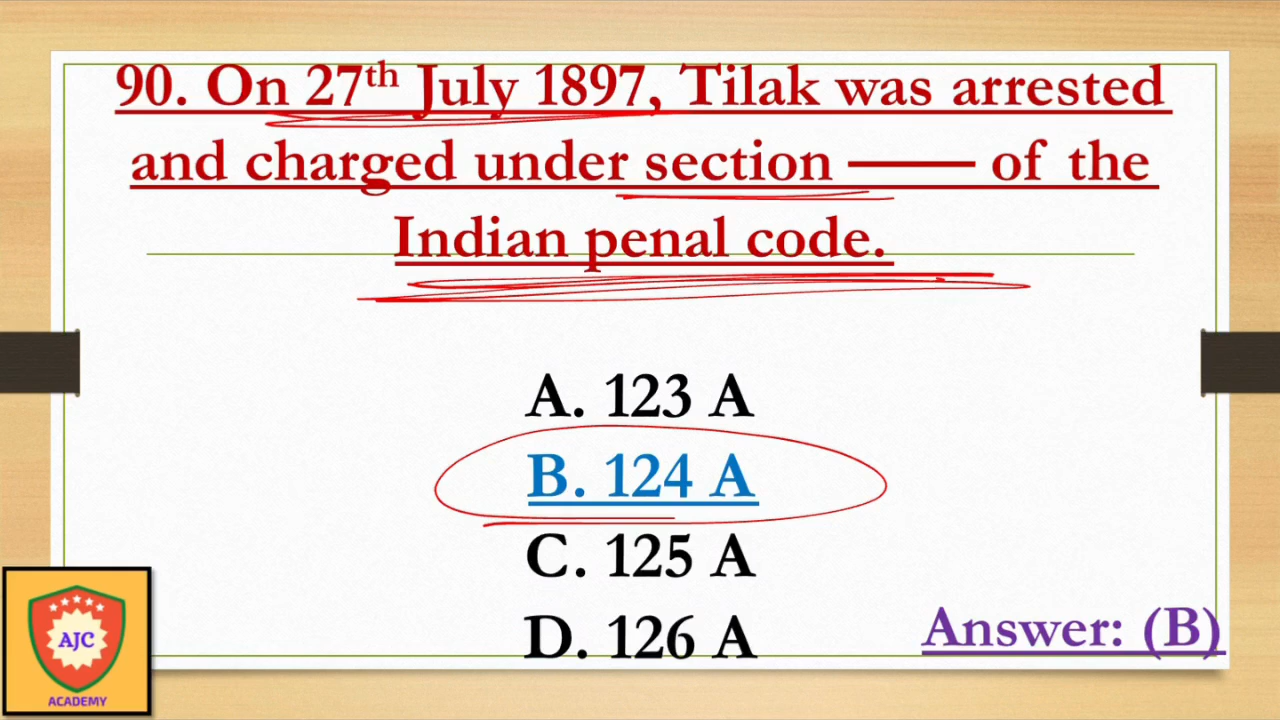 90. On 27th July 1897, Tilak was arrested
and charged under section —— of the
Indian penal code.
A. 123 A
B. 124 A
C. 125 A
D. 126 A
Answer: (B)
AJC
ACADEMY